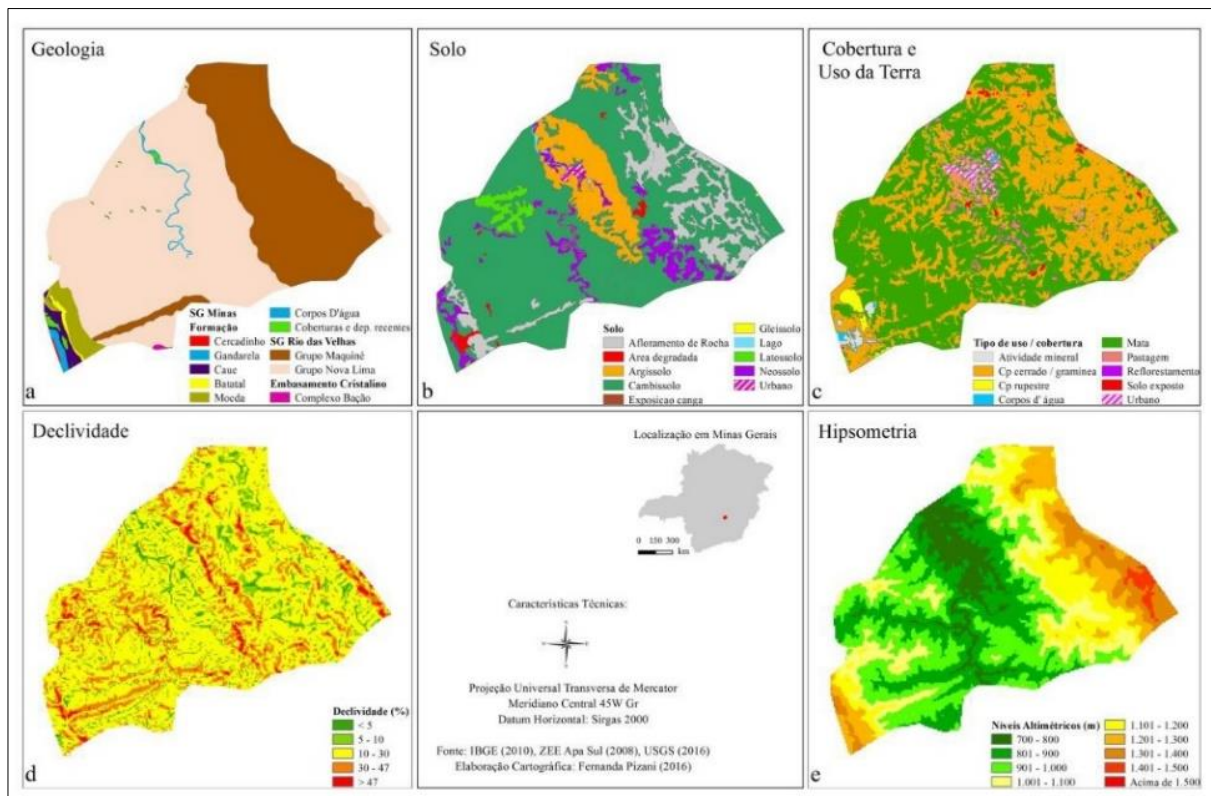 Geologia
SG Minas
Formação
Cercadinho
Gandarela
Caue
Batatal
Moeda
Corpos D'água
Coberturas e dep. recentes
SG Rio das Velhas
Grupo Maquiné
Grupo Nova Lima
Embasamento Cristalino
Complexo Bação
a
Solo
Solo
Afloramento de Rocha
Area degradada
Argissolo
Cambissolo
Exposicao canga
Gleissolo
Lago
Latossolo
Neossolo
Urbano
b
Cobertura e
Uso da Terra
Tipo de uso / cobertura
Atividade mineral
Cp cerrado / graminea
Cp rupestre
Corpos d' água
Mata
Pastagem
Reflorestamento
Solo exposto
Urbano
c
Declividade
Declividade (%)
< 5
5 - 10
10 - 30
30 - 47
> 47
d
Localização em Minas Gerais
0 150 300
km
Características Técnicas:
Projeção Universal Transversa de Mercator
Meridiano Central 45W Gr
Datum Horizontal: Sirgas 2000
Fonte: IBGE (2010), ZEE Apa Sul (2008), USGS (2016)
Elaboração Cartográfica: Fernanda Pizani (2016)
Hipsometria
Níveis Altimétricos (m)
700 - 800
801 - 900
901 - 1.000
1.001 - 1.100
1.101 - 1.200
1.201 - 1.300
1.301 - 1.400
1.401 - 1.500
Acima de 1.500
e